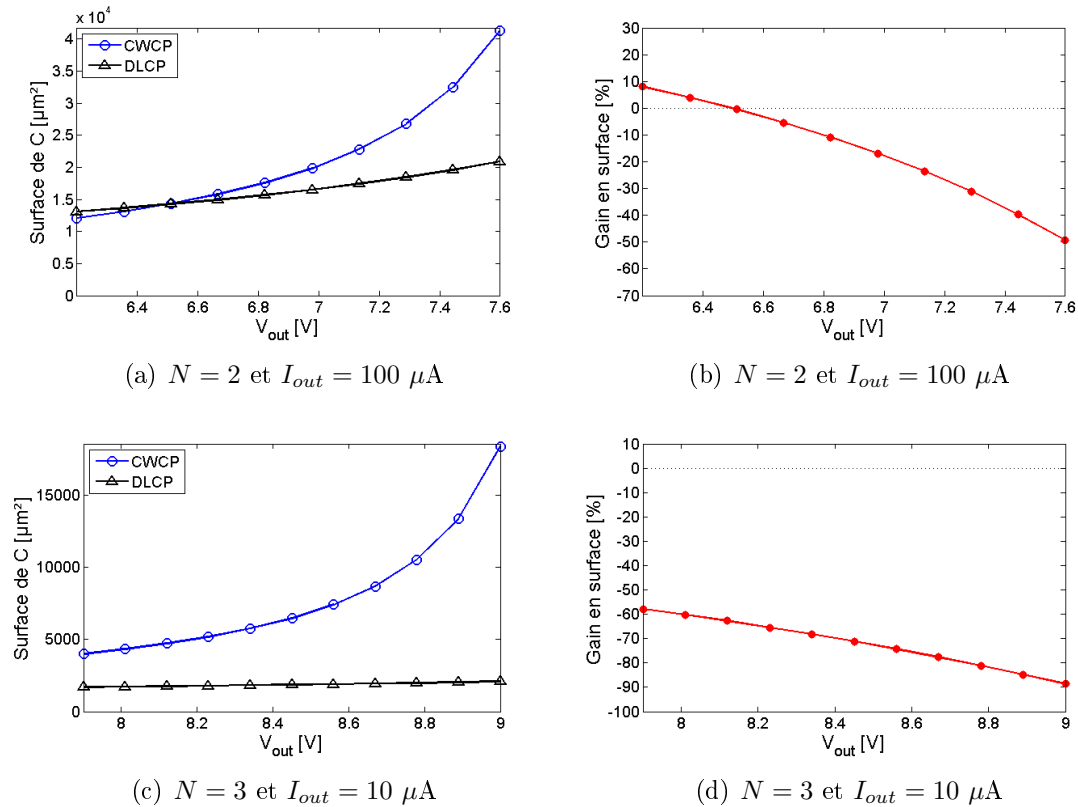 x 10⁴
CWCP
DLCP
Surface de C [µm²]
4
3.5
3
2.5
2
1.5
1
0.5
0
6.4 6.6 6.8 7 7.2 7.4 7.6
V_out [V]
(a) N = 2 et I_out = 100 µA
Gain en surface [%]
30
20
10
0
-10
-20
-30
-40
-50
-60
-70
6.4 6.6 6.8 7 7.2 7.4 7.6
V_out [V]
(b) N = 2 et I_out = 100 µA
CWCP
DLCP
Surface de C [µm²]
15000
10000
5000
0
8 8.2 8.4 8.6 8.8 9
V_out [V]
(c) N = 3 et I_out = 10 µA
Gain en surface [%]
10
0
-10
-20
-30
-40
-50
-60
-70
-80
-90
-100
8 8.2 8.4 8.6 8.8 9
V_out [V]
(d) N = 3 et I_out = 10 µA